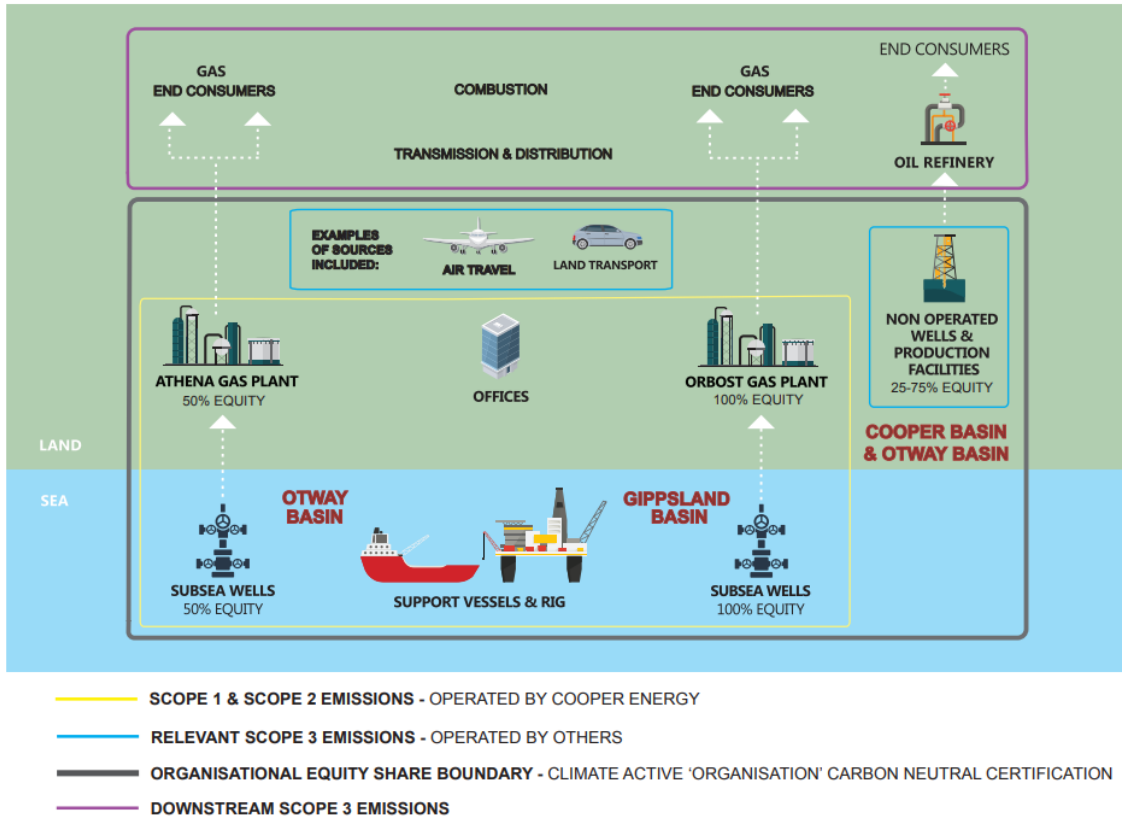 END CONSUMERS
GAS
END CONSUMERS
COMBUSTION
GAS
END CONSUMERS
TRANSMISSION & DISTRIBUTION
OIL REFINERY
EXAMPLES
OF SOURCES
INCLUDED:
AIR TRAVEL
LAND TRANSPORT
NON OPERATED
WELLS &
PRODUCTION
FACILITIES
25-75% EQUITY
ATHENA GAS PLANT
50% EQUITY
OFFICES
ORBOST GAS PLANT
100% EQUITY
COOPER BASIN
& OTWAY BASIN
LAND
SEA
OTWAY
BASIN
GIPPSLAND
BASIN
SUBSEA WELLS
50% EQUITY
SUPPORT VESSELS & RIG
SUBSEA WELLS
100% EQUITY
SCOPE 1 & SCOPE 2 EMISSIONS - OPERATED BY COOPER ENERGY
RELEVANT SCOPE 3 EMISSIONS - OPERATED BY OTHERS
ORGANISATIONAL EQUITY SHARE BOUNDARY - CLIMATE ACTIVE ‘ORGANISATION’ CARBON NEUTRAL CERTIFICATION
DOWNSTREAM SCOPE 3 EMISSIONS